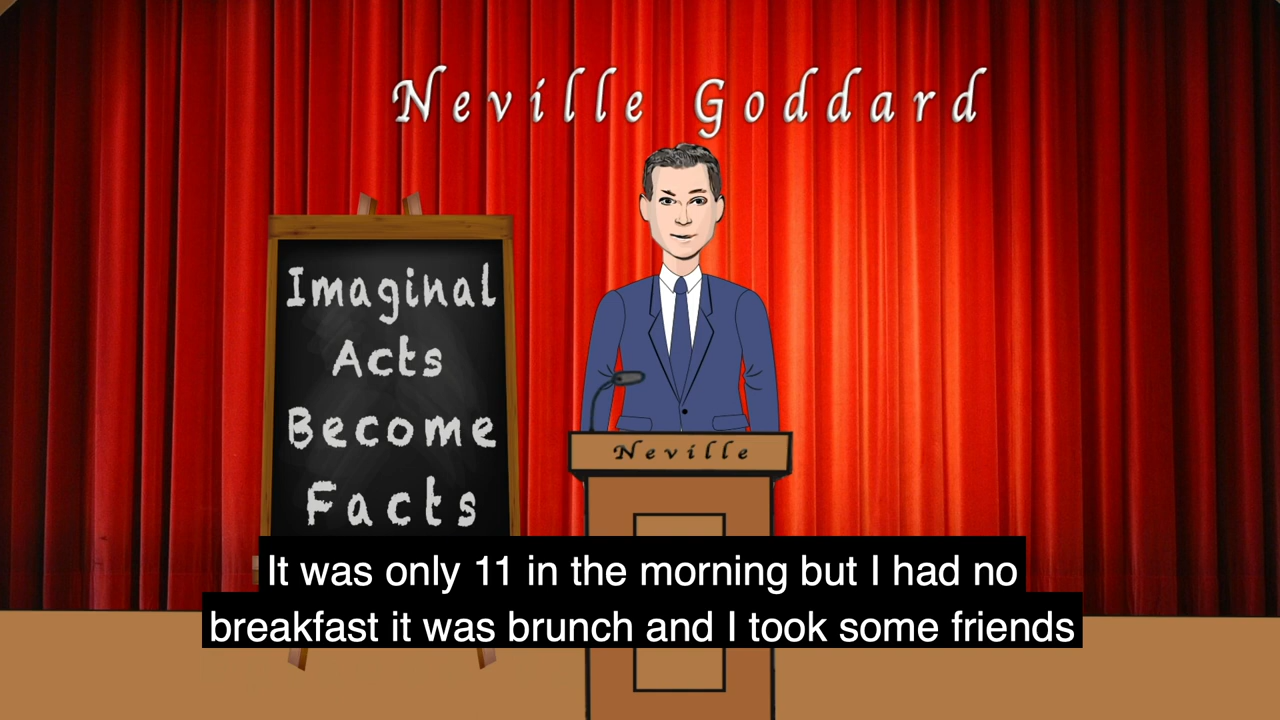 Neville Goddard
Imaginal
Acts
Become
Facts
Neville
It was only 11 in the morning but I had no
breakfast it was brunch and I took some friends